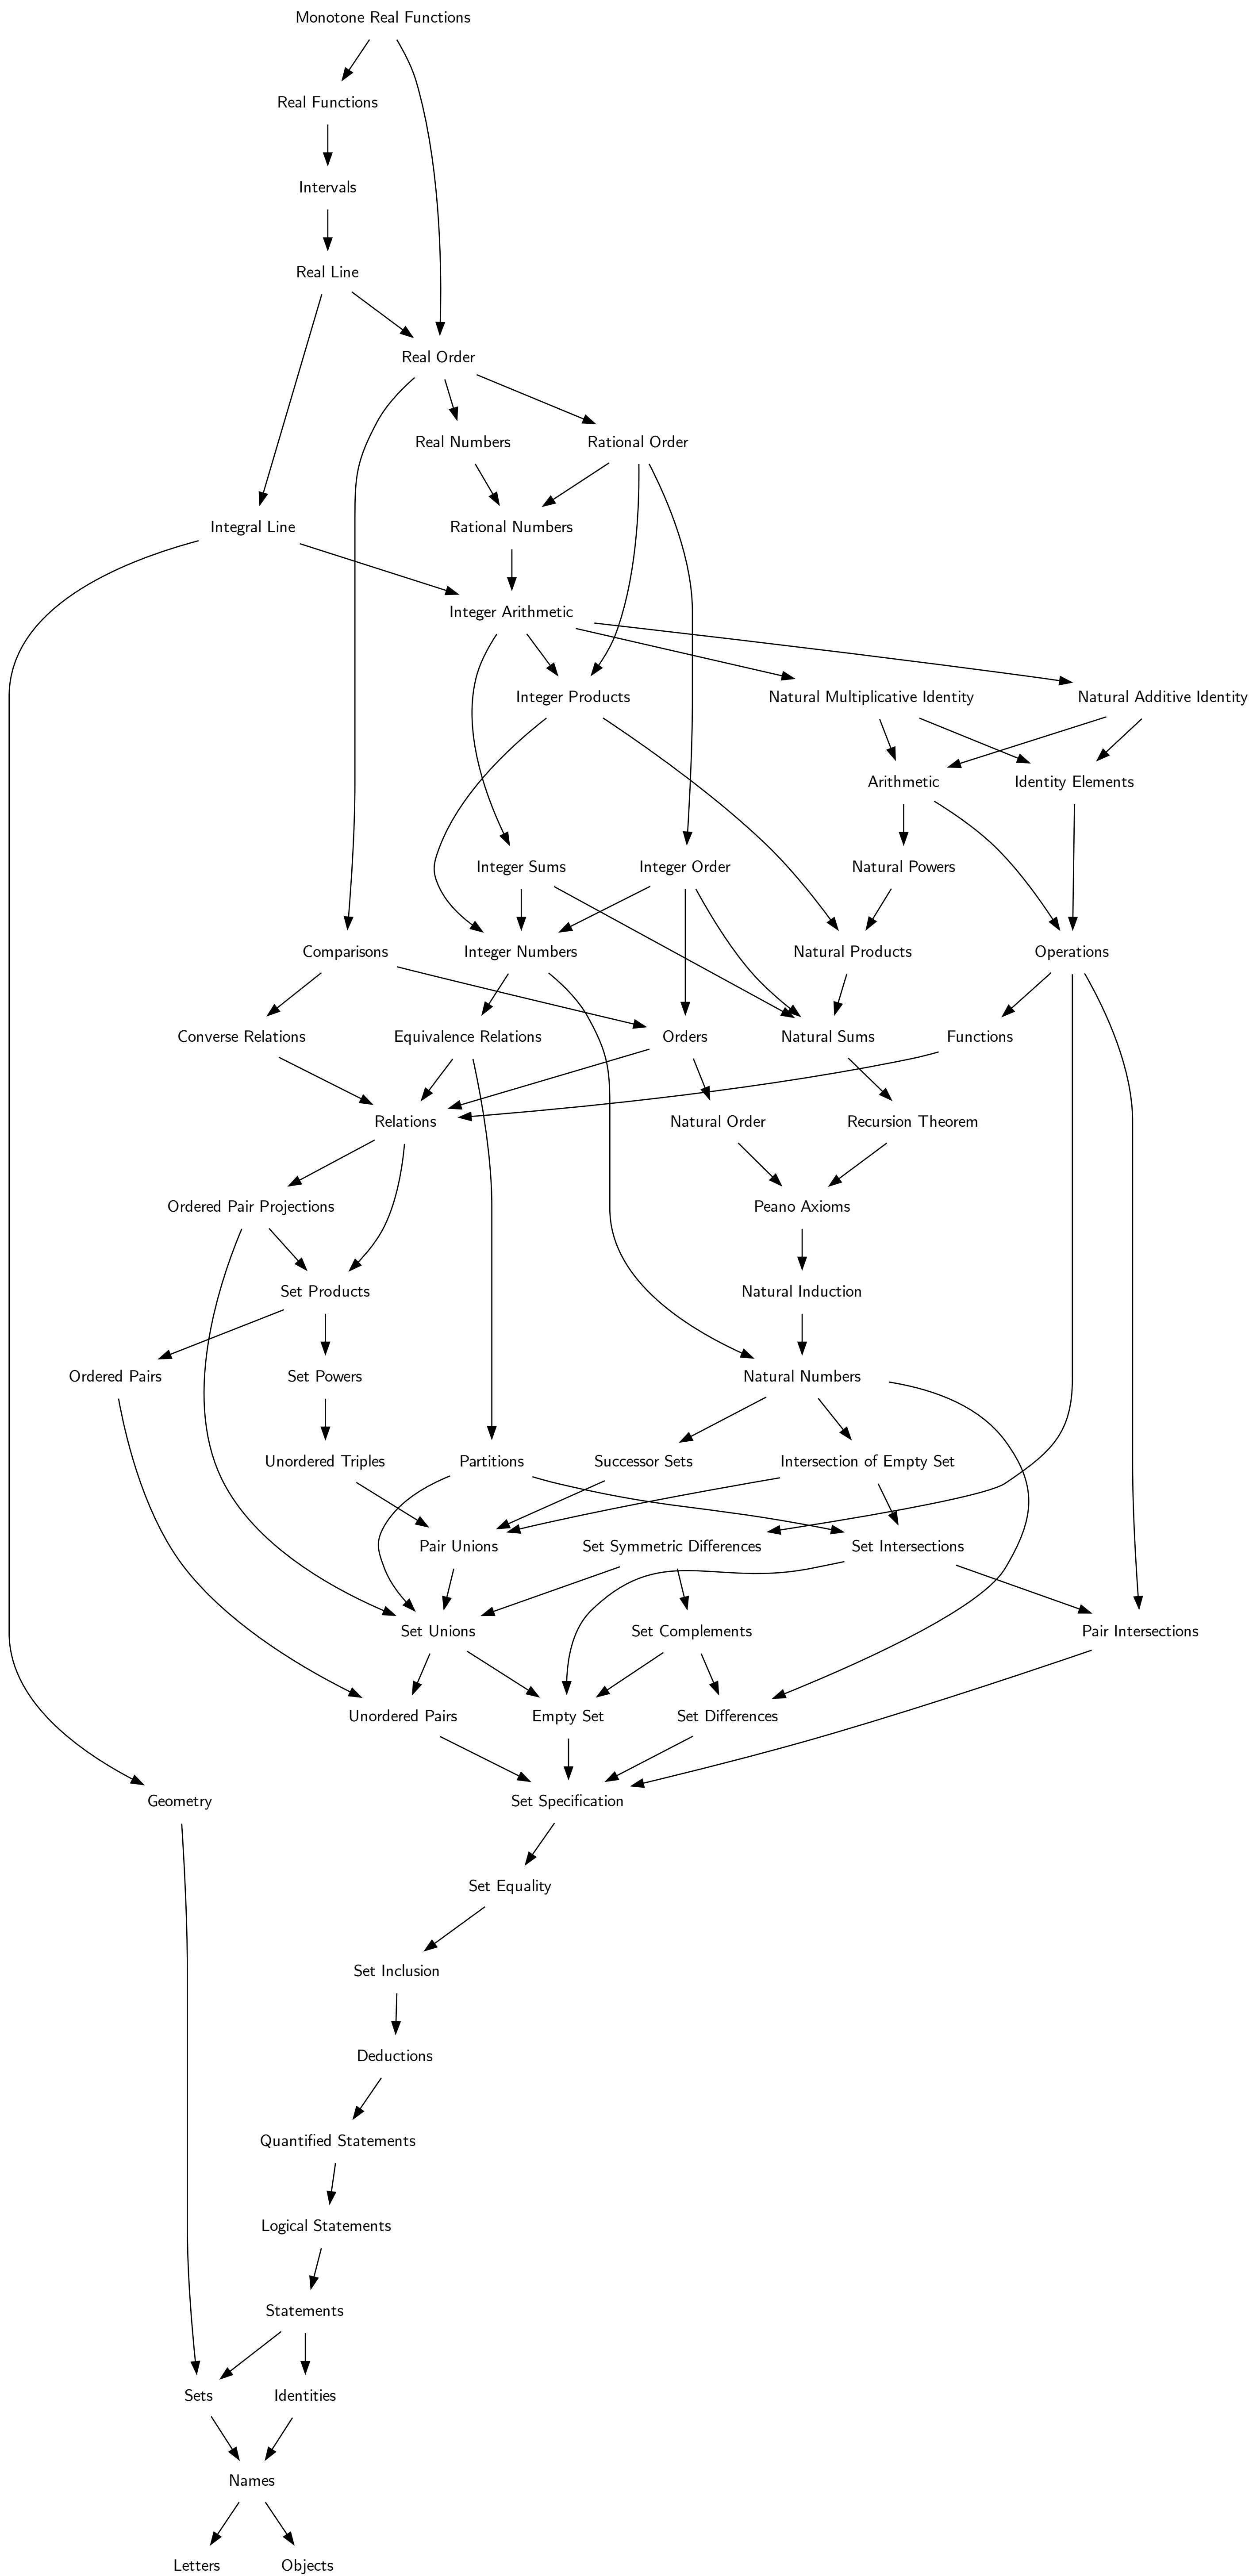 Monotone Real Functions
Real Functions
Intervals
Real Line
Real Order
Real Numbers
Rational Order
Integral Line
Rational Numbers
Integer Arithmetic
Integer Products
Natural Multiplicative Identity
Natural Additive Identity
Arithmetic
Identity Elements
Integer Sums
Integer Order
Natural Powers
Comparisons
Integer Numbers
Natural Products
Operations
Converse Relations
Equivalence Relations
Orders
Natural Sums
Functions
Relations
Natural Order
Recursion Theorem
Ordered Pair Projections
Peano Axioms
Set Products
Natural Induction
Ordered Pairs
Set Powers
Natural Numbers
Unordered Triples
Partitions
Successor Sets
Intersection of Empty Set
Pair Unions
Set Symmetric Differences
Set Intersections
Set Unions
Set Complements
Pair Intersections
Unordered Pairs
Empty Set
Set Differences
Geometry
Set Specification
Set Equality
Set Inclusion
Deductions
Quantified Statements
Logical Statements
Statements
Sets
Identities
Names
Letters
Objects